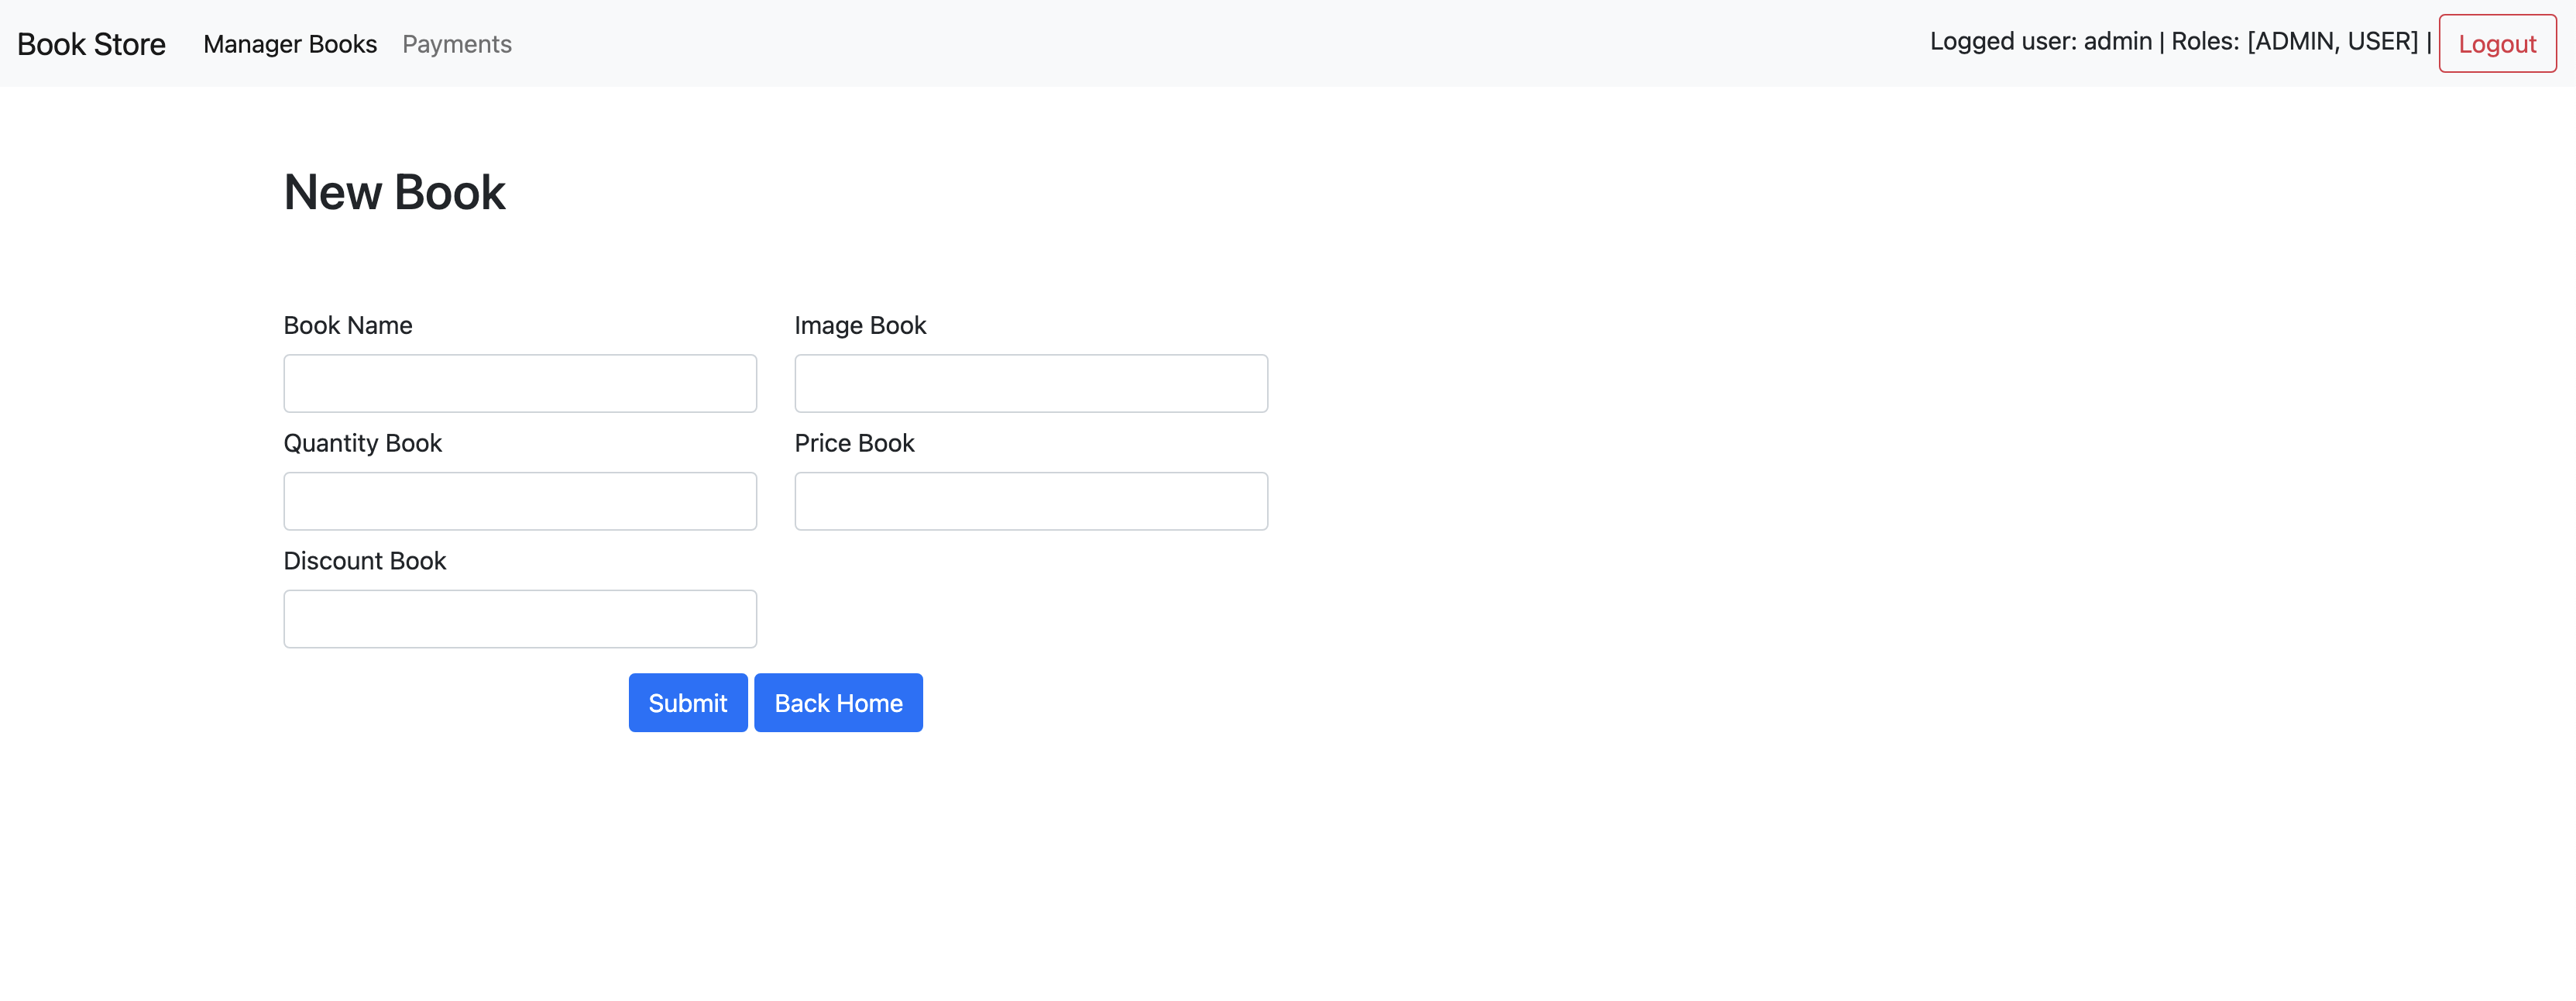 Book Store Manager Books Payments Logged user: admin | Roles: [ADMIN, USER] | Logout
New Book
Book Name Image Book
Quantity Book Price Book
Discount Book
Submit Back Home